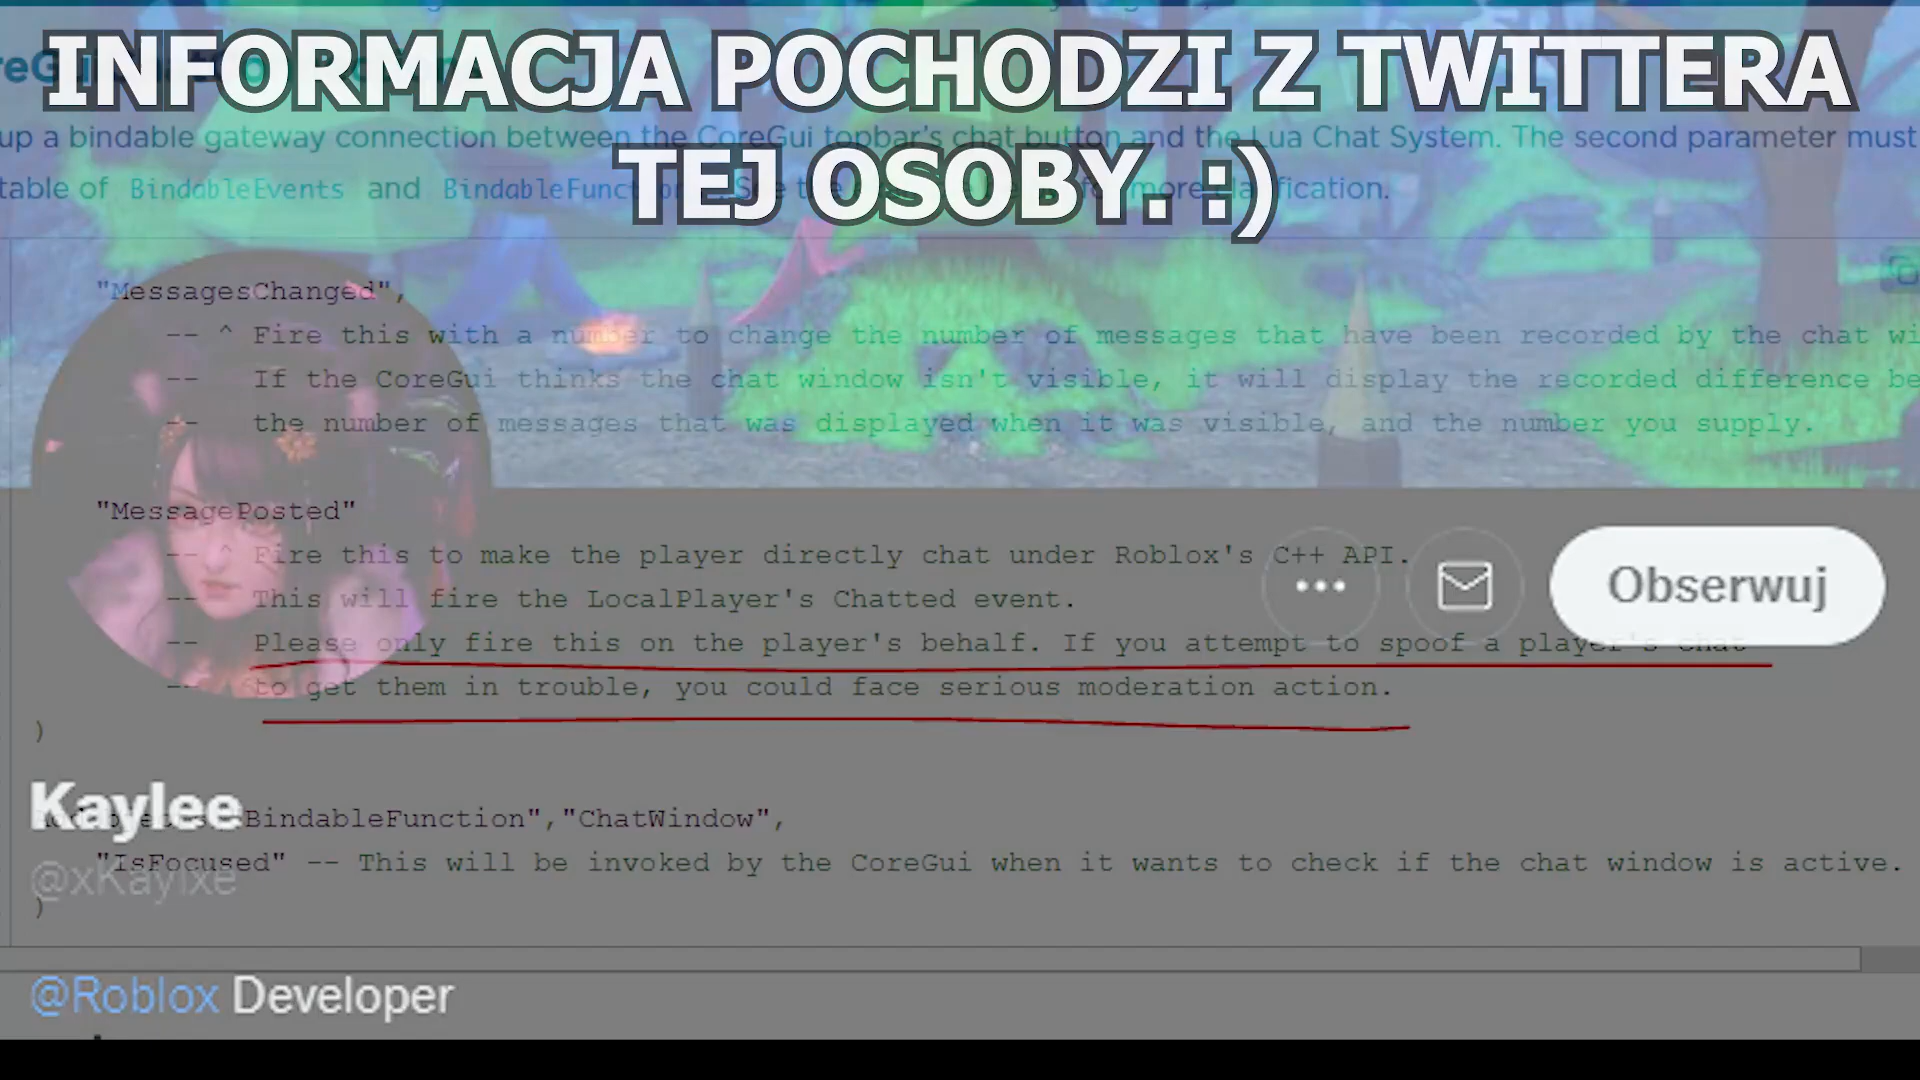 INFORMACJA POCHODZI Z TWITTERA
TEJ OSOBY. :)
up a bindable gateway connection between the CoreGui topbar's chat button and the Lua Chat System. The second parameter must
table of BindableEvents and more clarification.
"MessagesChanged",
-- ^ Fire this with a number to change the number of messages that have been recorded by the chat
-- If the CoreGui thinks the chat window isn't visible, it will display the recorded difference
-- the number of messages that was displayed when it was visible, and the number you supply.
"MessagePosted"
-- ^ Fire this to make the player directly chat under Roblox's C++ API.
-- This will fire the LocalPlayer's Chatted event.
-- Please only fire this on the player's behalf. If you attempt to spoof a player's chat
-- to get them in trouble, you could face serious moderation action.
)
Obserwuj
Kaylee
BindableFunction","ChatWindow",
"IsFocused" -- This will be invoked by the CoreGui when it wants to check if the chat window is active.
@xKaylxe
)
@Roblox Developer